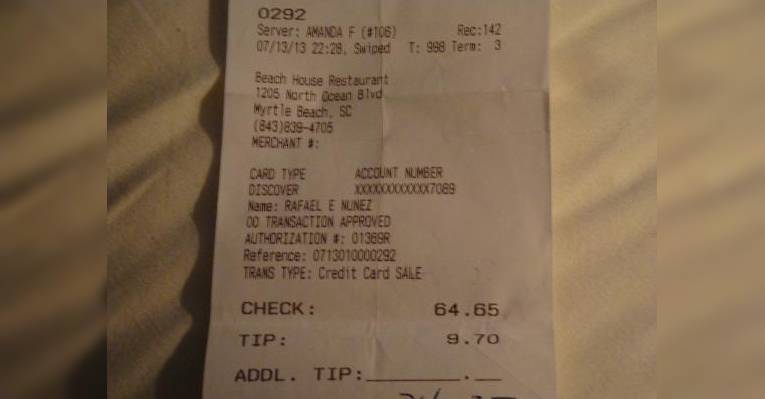 0292
Server: AMANDA F (#106) Rec:142
07/13/13 22:28, Swiped T: 998 Term: 3
Beach House Restaurant
1205 North Ocean Blvd
Myrtle Beach, SC
(843)839-4705
MERCHANT #:
CARD TYPE ACCOUNT NUMBER
DISCOVER XXXXXXXXXXXX7089
Name: RAFAEL E NUNEZ
00 TRANSACTION APPROVED
AUTHORIZATION #: 01369R
Reference: 0713010000292
TRANS TYPE: Credit Card SALE
CHECK: 64.65
TIP: 9.70
ADDL. TIP:_______.__